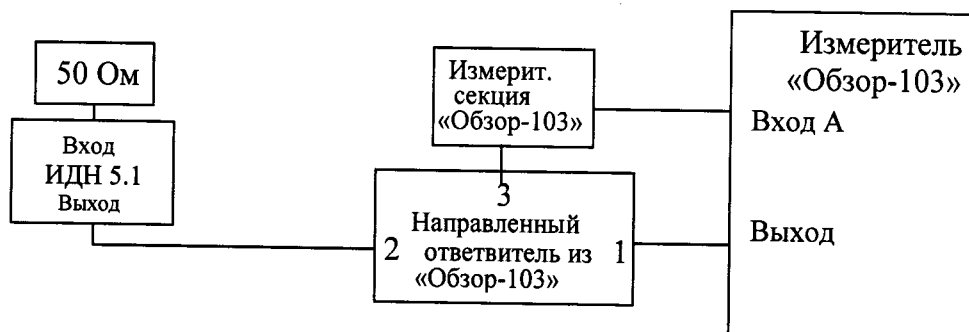 50 Ом
Вход
ИДН 5.1
Выход
Измерит.
секция
«Обзор-103»
3
Направленный
2 ответвитель из 1
«Обзор-103»
Измеритель
«Обзор-103»
Вход А
Выход